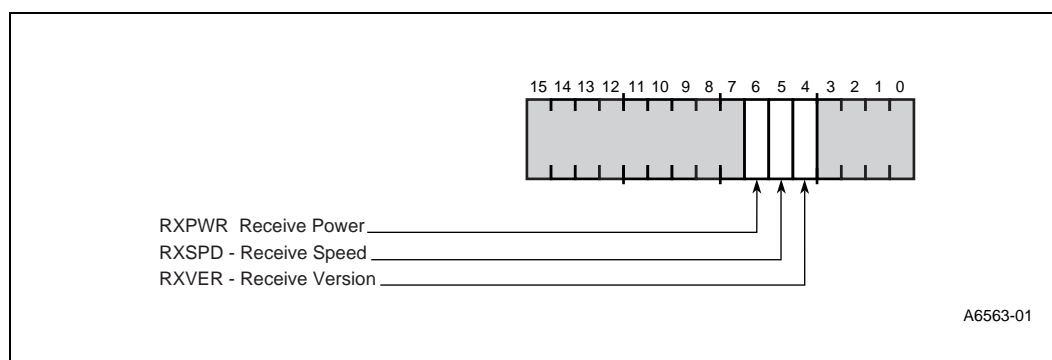 15 14 13 12 11 10 9 8 7 6 5 4 3 2 1 0
RXPWR Receive Power
RXSPD - Receive Speed
RXVER - Receive Version
A6563-01